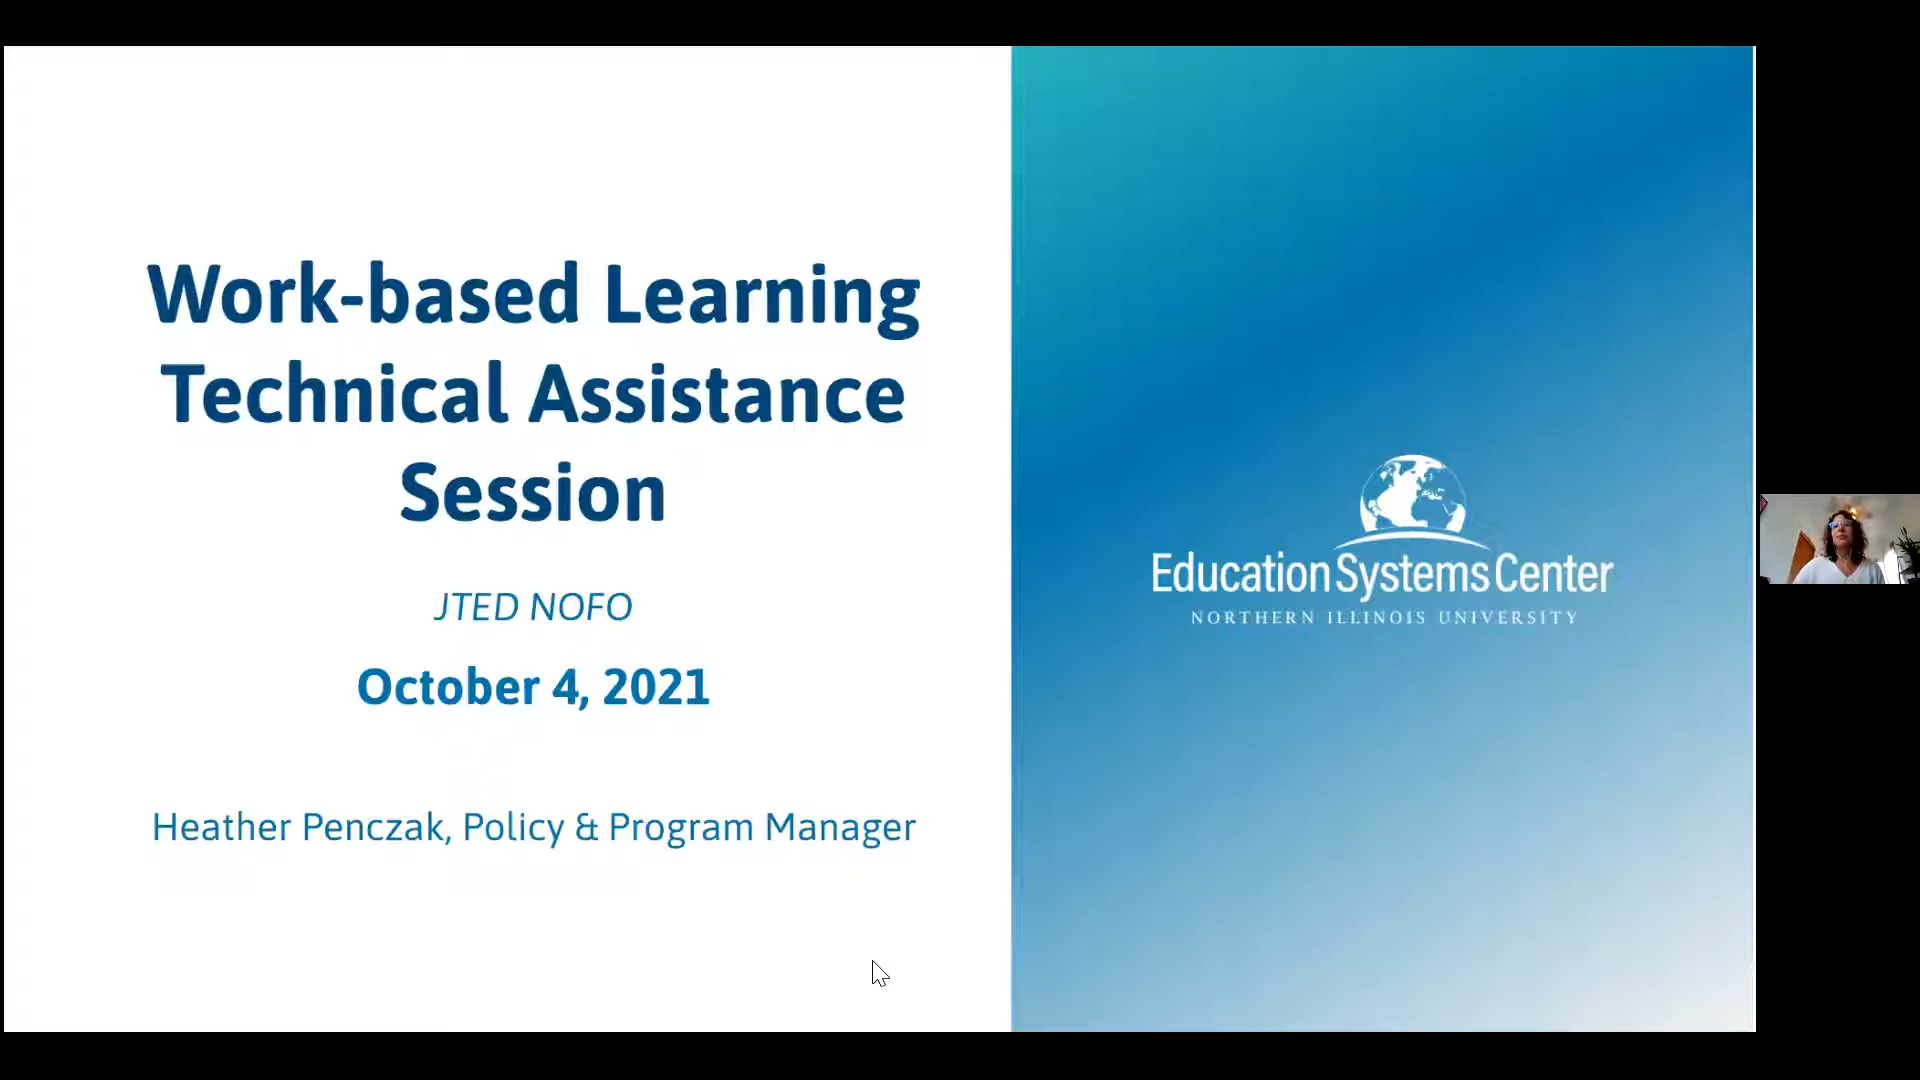 Work-based Learning
Technical Assistance
Session
JTED NOFO
October 4, 2021
Heather Penczak, Policy & Program Manager
Education Systems Center
NORTHERN ILLINOIS UNIVERSITY